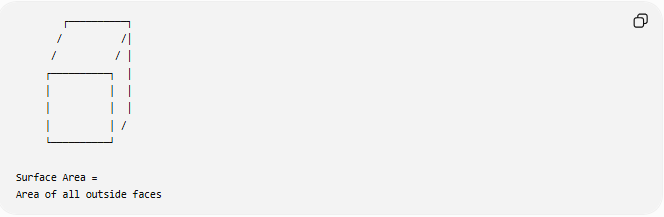 Surface Area =
Area of all outside faces